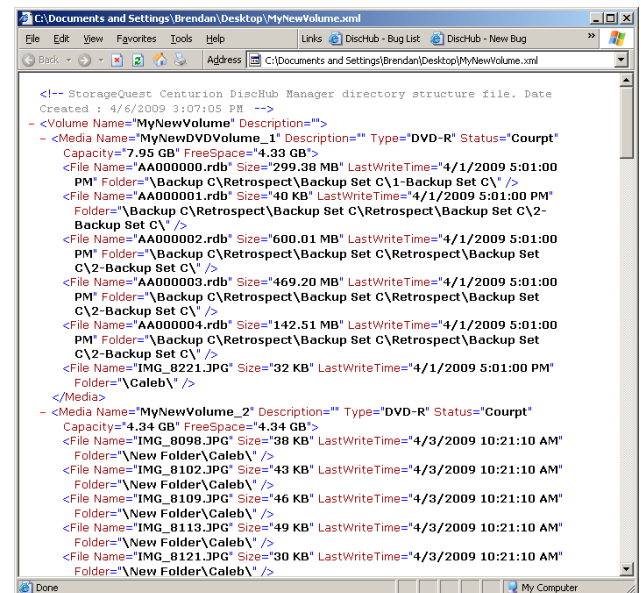 C:\Documents and Settings\Brendan\Desktop\MyNewVolume.xml
File Edit View Favorites Tools Help Links DiscHub - Bug List DiscHub - New Bug »
Back Address C:\Documents and Settings\Brendan\Desktop\MyNewVolume.xml
<!-- StorageQuest Centurion DiscHub Manager directory structure file. Date
Created : 4/6/2009 3:07:05 PM -->
- <Volume Name="MyNewVolume" Description="">
- <Media Name="MyNewDVDVolume_1" Description="" Type="DVD-R" Status="Courpt"
Capacity="7.95 GB" FreeSpace="4.33 GB">
<File Name="AA000000.rdb" Size="299.38 MB" LastWriteTime="4/1/2009 5:01:00
PM" Folder="\Backup C\Retrospect\Backup Set C\1-Backup Set C\" />
<File Name="AA000001.rdb" Size="40 KB" LastWriteTime="4/1/2009 5:01:00 PM"
Folder="\Backup C\Retrospect\Backup Set C\Retrospect\Backup Set C\2-
Backup Set C\" />
<File Name="AA000002.rdb" Size="600.01 MB" LastWriteTime="4/1/2009 5:01:00
PM" Folder="\Backup C\Retrospect\Backup Set C\Retrospect\Backup Set
C\2-Backup Set C\" />
<File Name="AA000003.rdb" Size="469.20 MB" LastWriteTime="4/1/2009 5:01:00
PM" Folder="\Backup C\Retrospect\Backup Set C\Retrospect\Backup Set
C\2-Backup Set C\" />
<File Name="AA000004.rdb" Size="142.51 MB" LastWriteTime="4/1/2009 5:01:00
PM" Folder="\Backup C\Retrospect\Backup Set C\Retrospect\Backup Set
C\2-Backup Set C\" />
<File Name="IMG_8221.JPG" Size="32 KB" LastWriteTime="4/1/2009 5:01:00 PM"
Folder="\Caleb\" />
</Media>
- <Media Name="MyNewVolume_2" Description="" Type="DVD-R" Status="Courpt"
Capacity="4.34 GB" FreeSpace="4.34 GB">
<File Name="IMG_8098.JPG" Size="38 KB" LastWriteTime="4/3/2009 10:21:10 AM"
Folder="\New Folder\Caleb\" />
<File Name="IMG_8102.JPG" Size="43 KB" LastWriteTime="4/3/2009 10:21:10 AM"
Folder="\New Folder\Caleb\" />
<File Name="IMG_8109.JPG" Size="46 KB" LastWriteTime="4/3/2009 10:21:10 AM"
Folder="\New Folder\Caleb\" />
<File Name="IMG_8113.JPG" Size="49 KB" LastWriteTime="4/3/2009 10:21:10 AM"
Folder="\New Folder\Caleb\" />
<File Name="IMG_8121.JPG" Size="30 KB" LastWriteTime="4/3/2009 10:21:10 AM"
Folder="\New Folder\Caleb\" />
Done My Computer